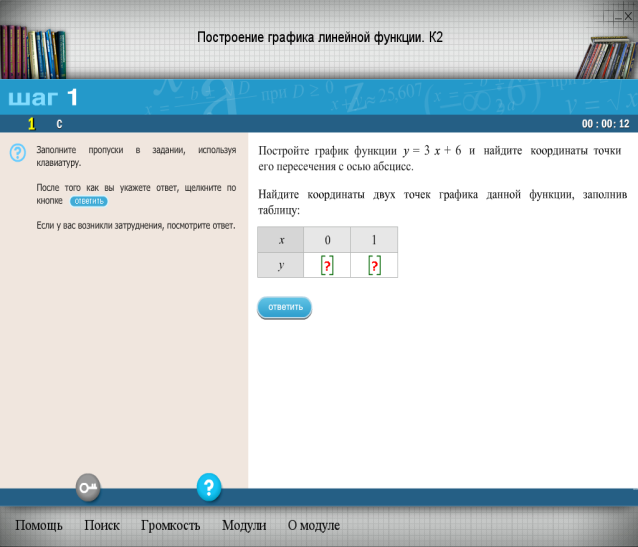 Построение графика линейной функции. К2
шаг 1
1 С
00 : 00 : 12
Заполните пропуски в задании, используя
клавиатуру.
После того как вы укажете ответ, щелкните по
кнопке ответить
Если у вас возникли затруднения, посмотрите ответ.
Постройте график функции y = 3 x + 6 и найдите координаты точки
его пересечения с осью абсцисс.
Найдите координаты двух точек графика данной функции, заполнив
таблицу:
x 0 1
y [?] [?]
ответить
Помощь Поиск Громкость Модули О модуле